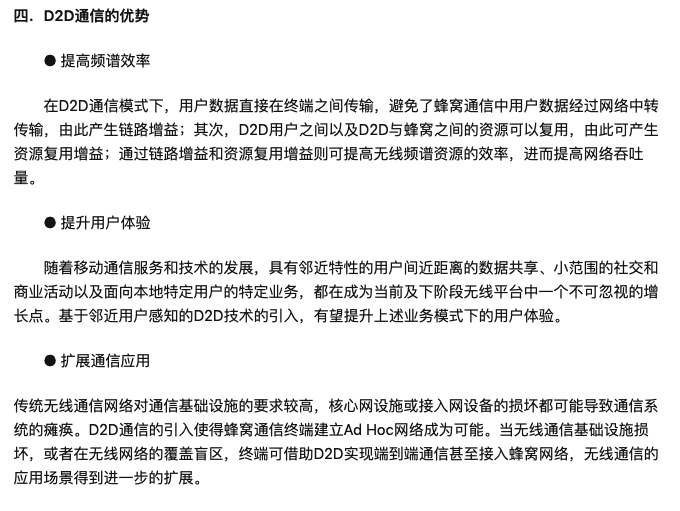 四．D2D通信的优势
● 提高频谱效率
在D2D通信模式下，用户数据直接在终端之间传输，避免了蜂窝通信中用户数据经过网络中转
传输，由此产生链路增益；其次，D2D用户之间以及D2D与蜂窝之间的资源可以复用，由此可产生
资源复用增益；通过链路增益和资源复用增益则可提高无线频谱资源的效率，进而提高网络吞吐
量。
● 提升用户体验
随着移动通信服务和技术的发展，具有邻近特性的用户间近距离的数据共享、小范围的社交和
商业活动以及面向本地特定用户的特定业务，都在成为当前及下阶段无线平台中一个不可忽视的增
长点。基于邻近用户感知的D2D技术的引入，有望提升上述业务模式下的用户体验。
● 扩展通信应用
传统无线通信网络对通信基础设施的要求较高，核心网设施或接入网设备的损坏都可能导致通信系
统的瘫痪。D2D通信的引入使得蜂窝通信终端建立Ad Hoc网络成为可能。当无线通信基础设施损
坏，或者在无线网络的覆盖盲区，终端可借助D2D实现端到端通信甚至接入蜂窝网络，无线通信的
应用场景得到进一步的扩展。